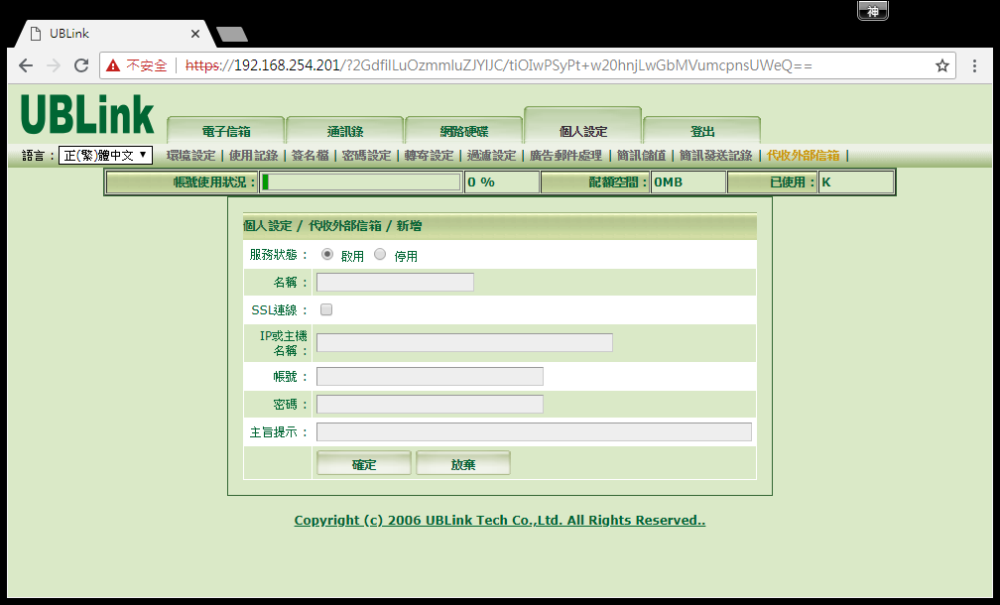 神
UBLink
不安全 https://192.168.254.201/?2GdfiILuOzmmluZJYIJC/tiOIwPSyPt+w20hnjLwGbMVumcpnsUWeQ==
UBLink
電子信箱 通訊錄 網路硬碟 個人設定 登出
語言： 正(繁)體中文 環境設定 | 使用記錄 | 簽名檔 | 密碼設定 | 轉寄設定 | 過濾設定 | 廣告郵件處理 | 簡訊儲值 | 簡訊發送記錄 | 代收外部信箱 |
帳號使用狀況： 0 % 配額空間： 0MB 已使用： K
個人設定 / 代收外部信箱 / 新增
服務狀態： 啟用 停用
名稱：
SSL連線：
IP或主機
名稱：
帳號：
密碼：
主旨提示：
確定 放棄
Copyright (c) 2006 UBLink Tech Co.,Ltd. All Rights Reserved..